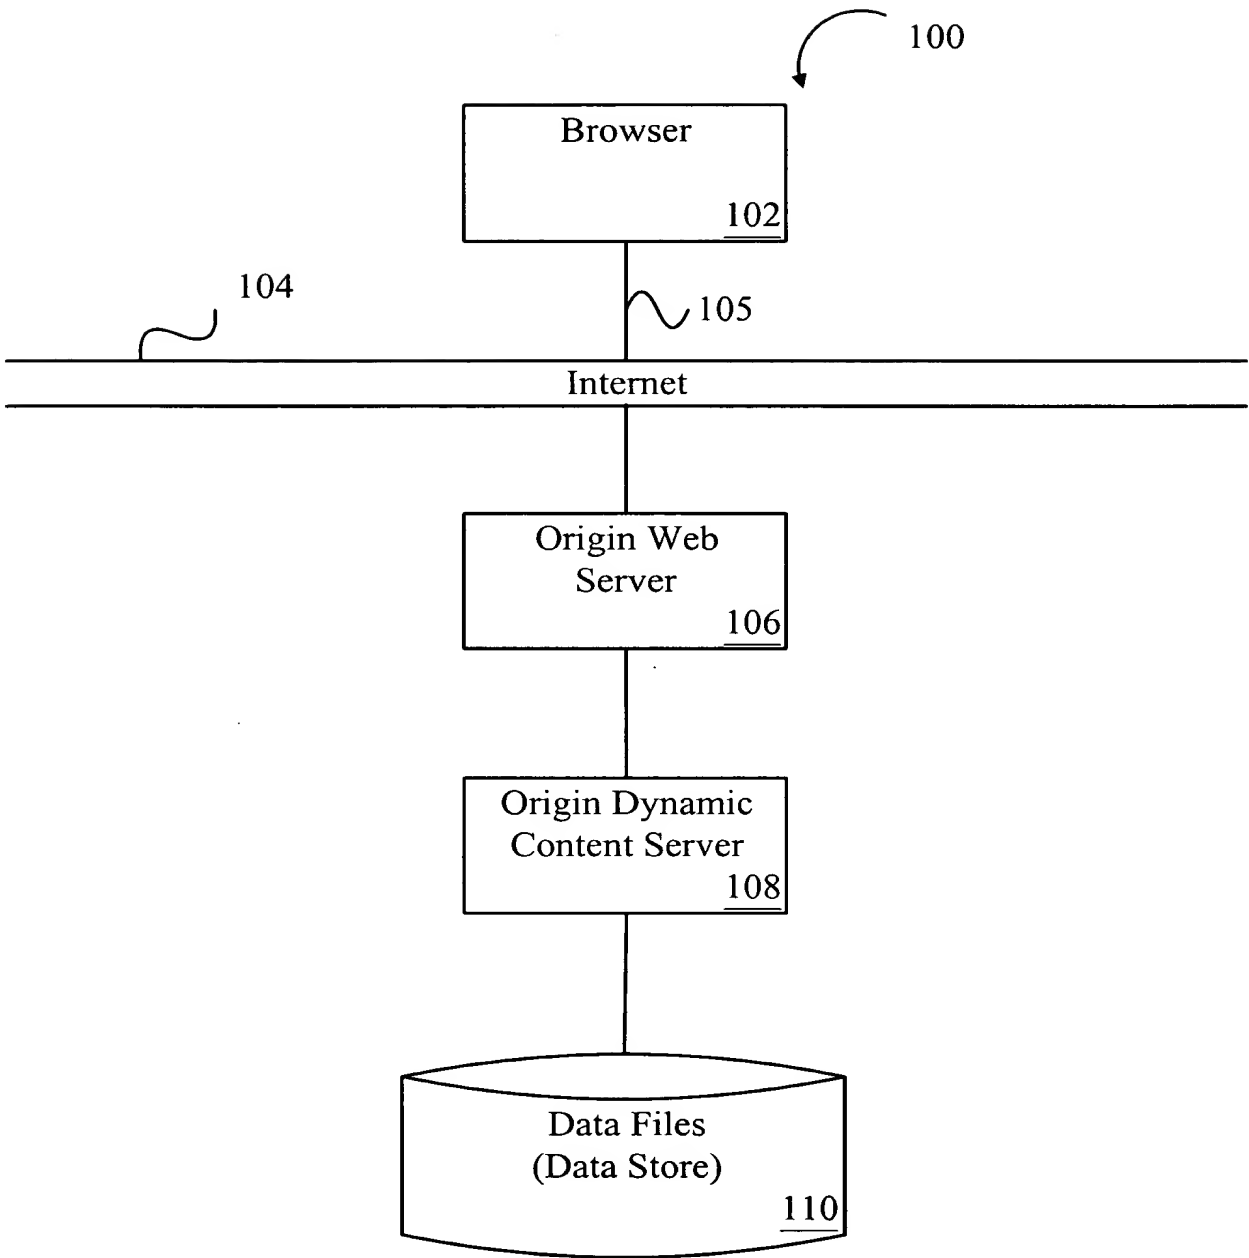 100
Browser
102
104
105
Internet
Origin Web
Server
106
Origin Dynamic
Content Server
108
Data Files
(Data Store)
110